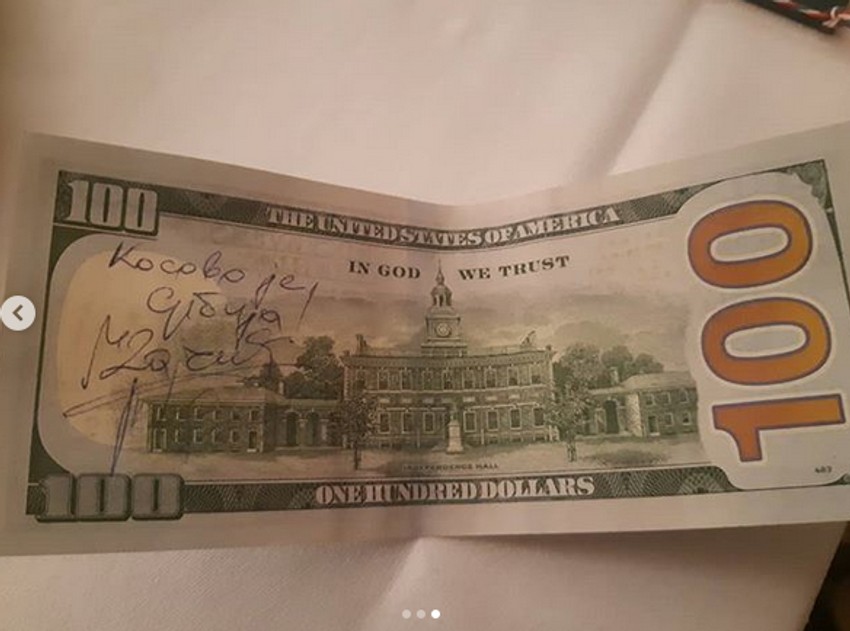 100
THE UNITED STATES OF AMERICA
IN GOD WE TRUST
Косово је
Србија
100
INDEPENDENCE HALL
483
100
ONE HUNDRED DOLLARS